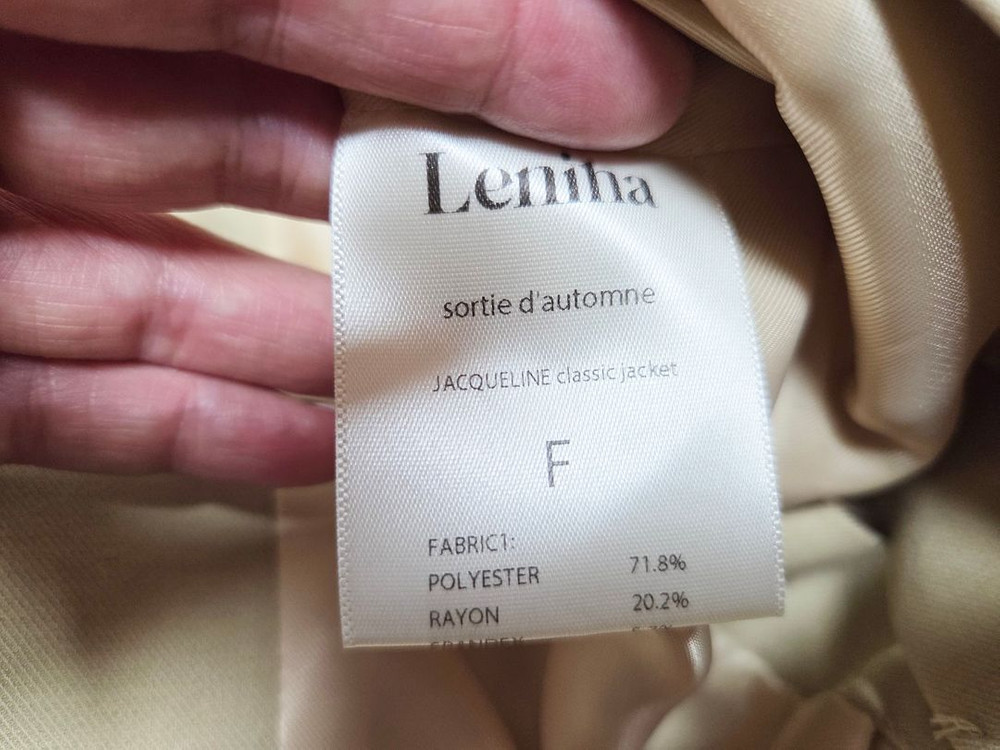 Leniha
sortie d'automne
JACQUELINE classic jacket
F
FABRIC1:
POLYESTER 71.8%
RAYON 20.2%